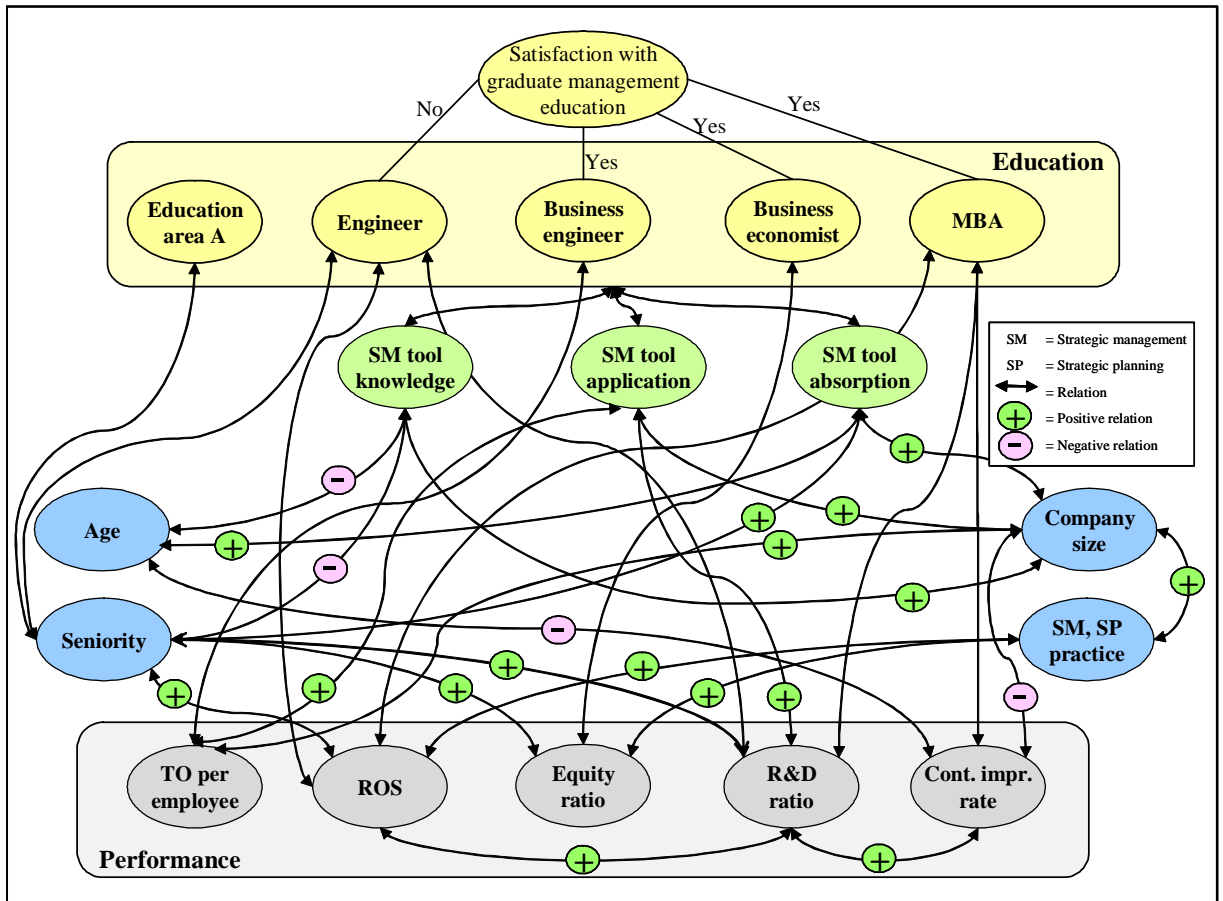 Satisfaction with
graduate management
education
No
Yes
Yes
Yes
Education
Education
area A
Engineer
Business
engineer
Business
economist
MBA
SM tool
knowledge
SM tool
application
SM tool
absorption
SM = Strategic management
SP = Strategic planning
= Relation
+ = Positive relation
− = Negative relation
+
−
Age
+
+
+
+
Company
size
−
+
+
Seniority
−
SM, SP
practice
+
+
+
+
+
+
+
−
TO per
employee
ROS
Equity
ratio
R&D
ratio
Cont. impr.
rate
+
+
Performance